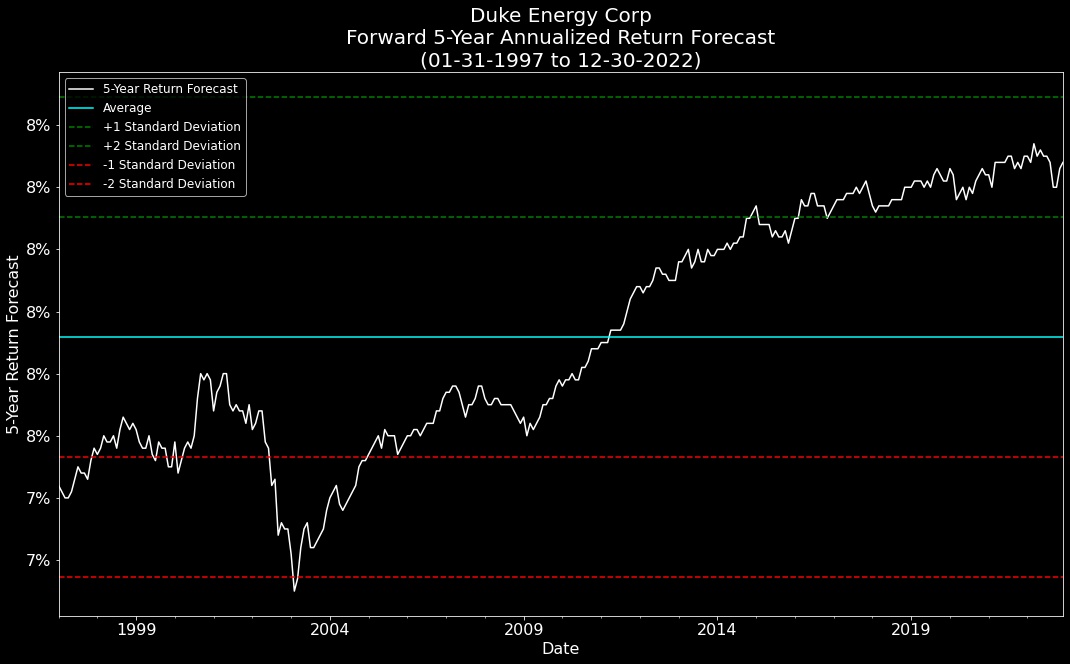 Duke Energy Corp
Forward 5-Year Annualized Return Forecast
(01-31-1997 to 12-30-2022)
5-Year Return Forecast
Average
+1 Standard Deviation
+2 Standard Deviation
-1 Standard Deviation
-2 Standard Deviation
8%
8%
8%
8%
8%
8%
7%
7%
5-Year Return Forecast
1999
2004
2009
2014
2019
Date